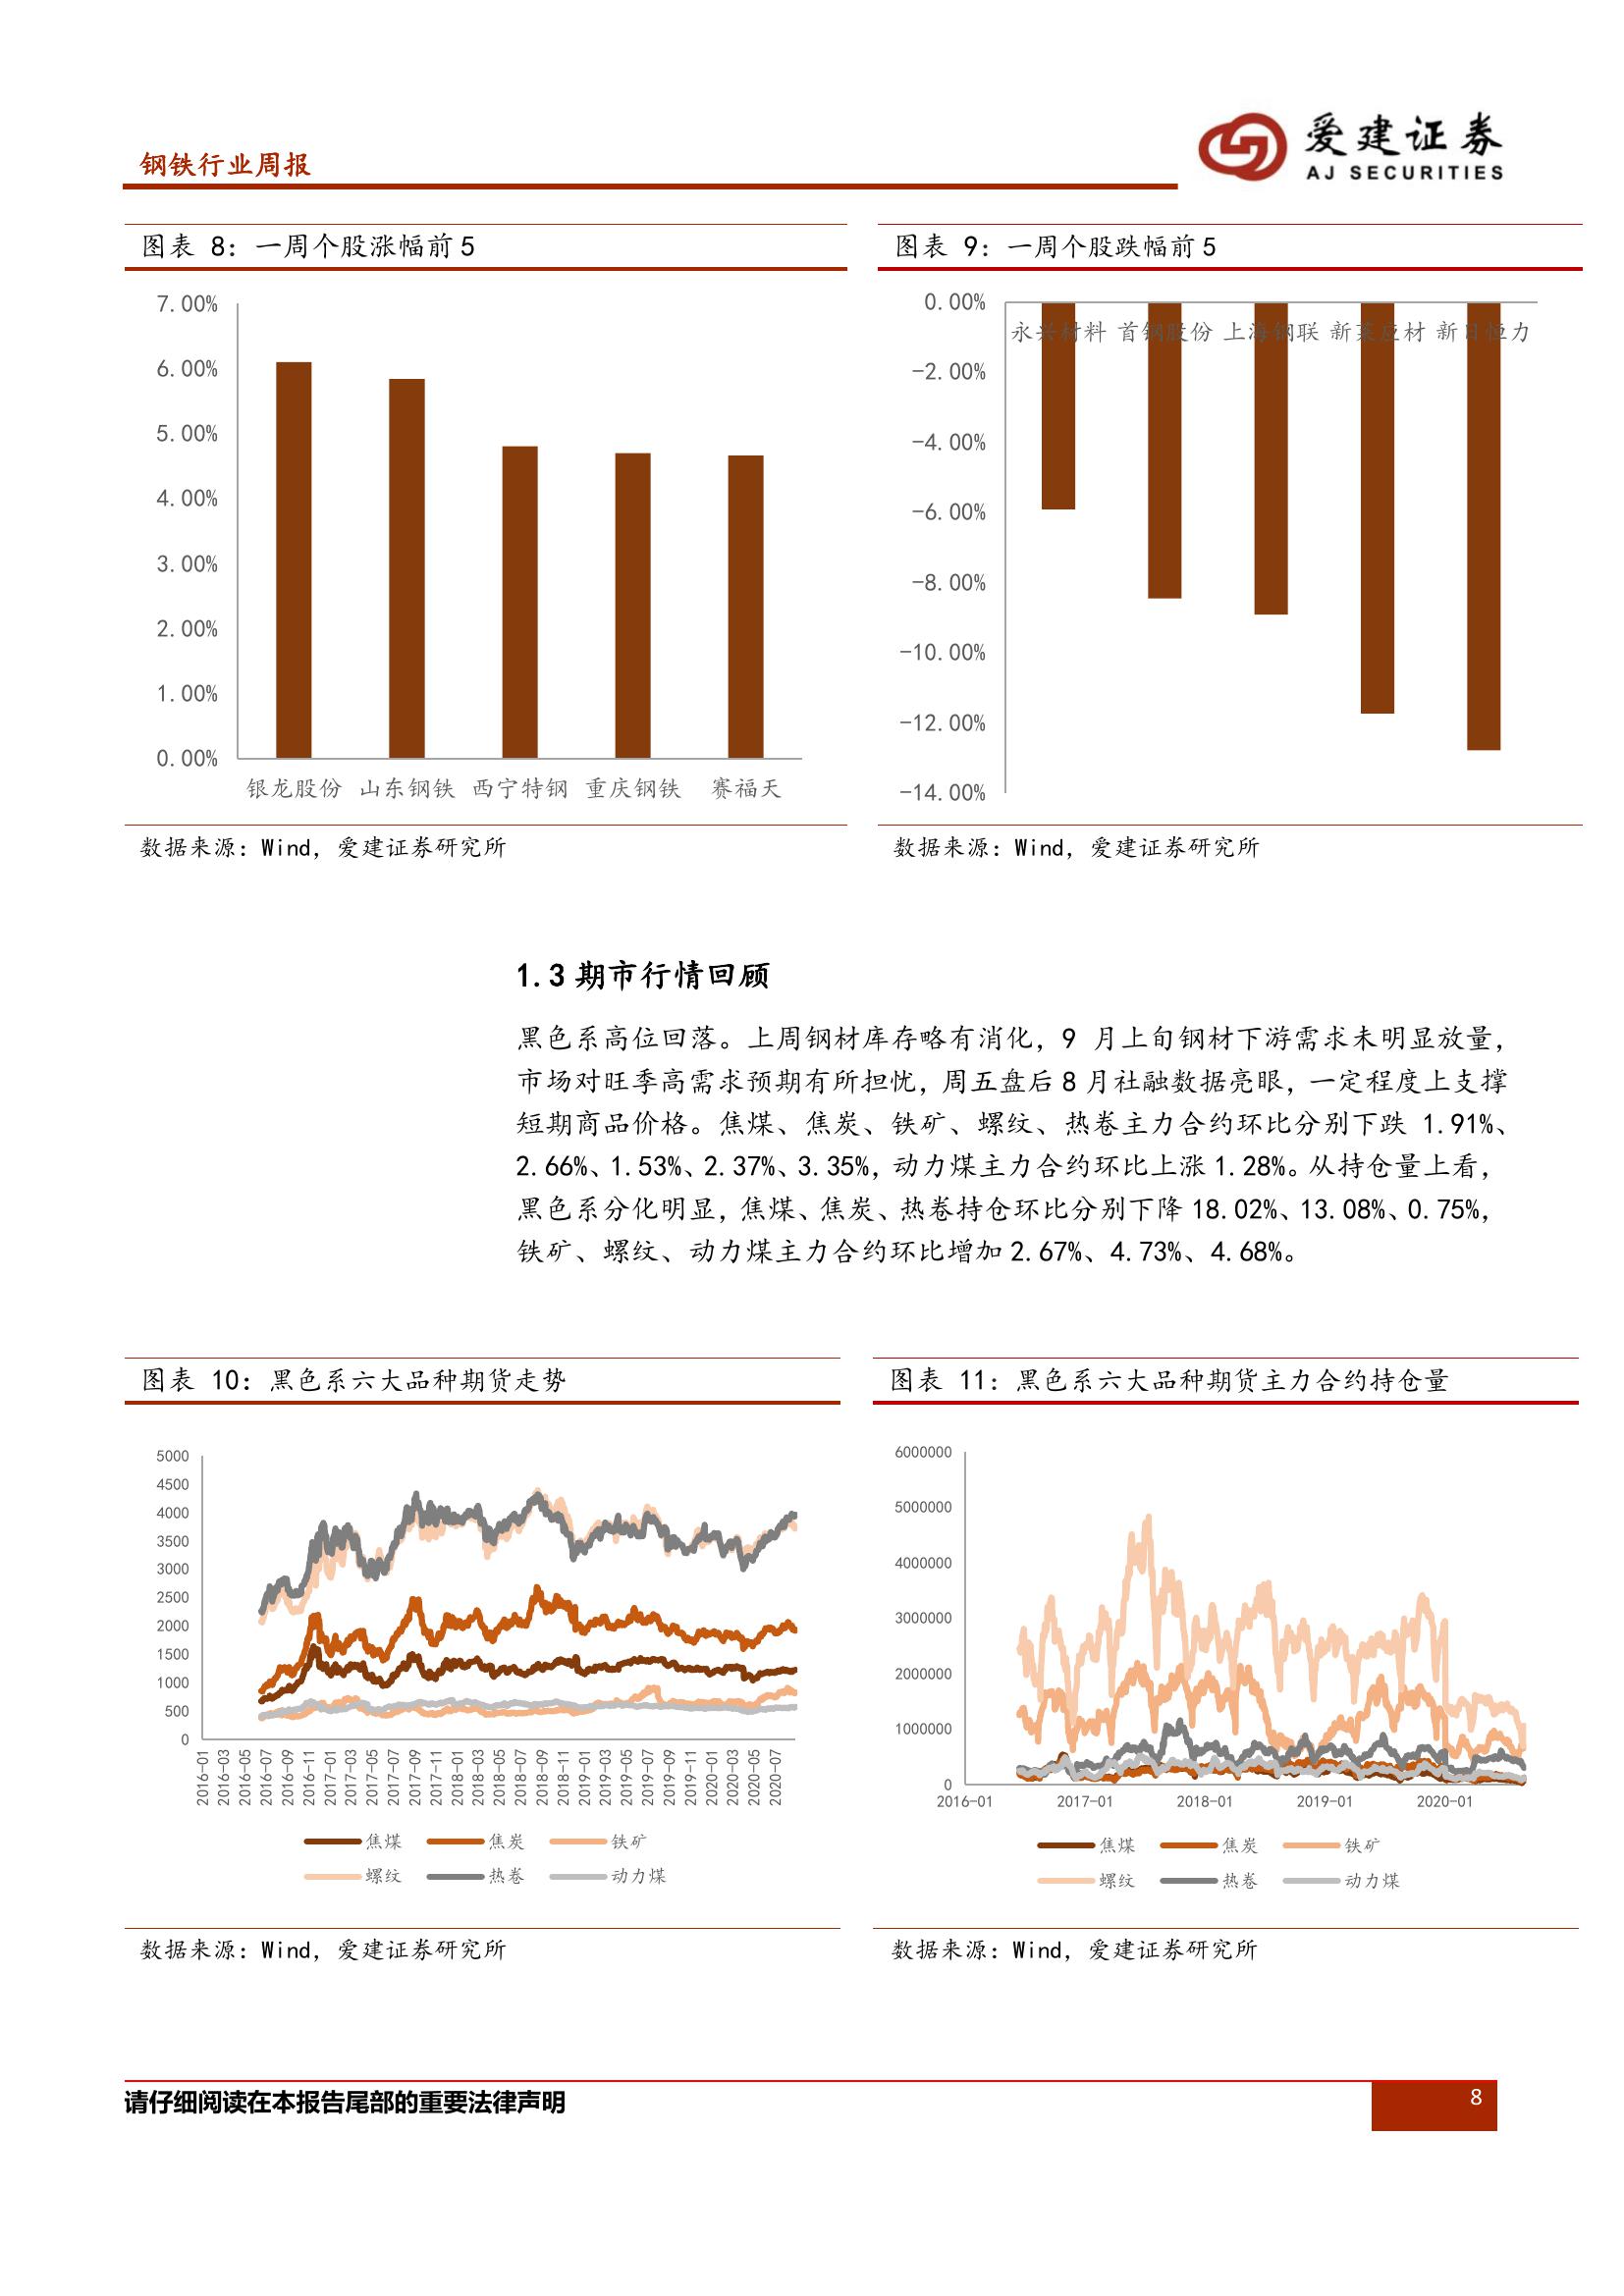 钢铁行业周报
爱建证券
AJ SECURITIES
图表 8：一周个股涨幅前 5
7.00%
6.00%
5.00%
4.00%
3.00%
2.00%
1.00%
0.00%
银龙股份 山东钢铁 西宁特钢 重庆钢铁 赛福天
数据来源：Wind，爱建证券研究所
图表 9：一周个股跌幅前 5
0.00%
-2.00%
-4.00%
-6.00%
-8.00%
-10.00%
-12.00%
-14.00%
永兴材料 首钢股份 上海钢联 新莱应材 新日恒力
数据来源：Wind，爱建证券研究所
1.3 期市行情回顾
黑色系高位回落。上周钢材库存略有消化，9 月上旬钢材下游需求未明显放量，
市场对旺季高需求预期有所担忧，周五盘后 8 月社融数据亮眼，一定程度上支撑
短期商品价格。焦煤、焦炭、铁矿、螺纹、热卷主力合约环比分别下跌 1.91%、
2.66%、1.53%、2.37%、3.35%，动力煤主力合约环比上涨 1.28%。从持仓量上看，
黑色系分化明显，焦煤、焦炭、热卷持仓环比分别下降 18.02%、13.08%、0.75%，
铁矿、螺纹、动力煤主力合约环比增加 2.67%、4.73%、4.68%。
图表 10：黑色系六大品种期货走势
5000
4500
4000
3500
3000
2500
2000
1500
1000
500
0
2016-01 2016-03 2016-05 2016-07 2016-09 2016-11 2017-01 2017-03 2017-05 2017-07 2017-09 2017-11 2018-01 2018-03 2018-05 2018-07 2018-09 2018-11 2019-01 2019-03 2019-05 2019-07 2019-09 2019-11 2020-01 2020-03 2020-05 2020-07
焦煤 焦炭 铁矿
螺纹 热卷 动力煤
数据来源：Wind，爱建证券研究所
图表 11：黑色系六大品种期货主力合约持仓量
6000000
5000000
4000000
3000000
2000000
1000000
0
2016-01 2017-01 2018-01 2019-01 2020-01
焦煤 焦炭 铁矿
螺纹 热卷 动力煤
数据来源：Wind，爱建证券研究所
请仔细阅读在本报告尾部的重要法律声明
8